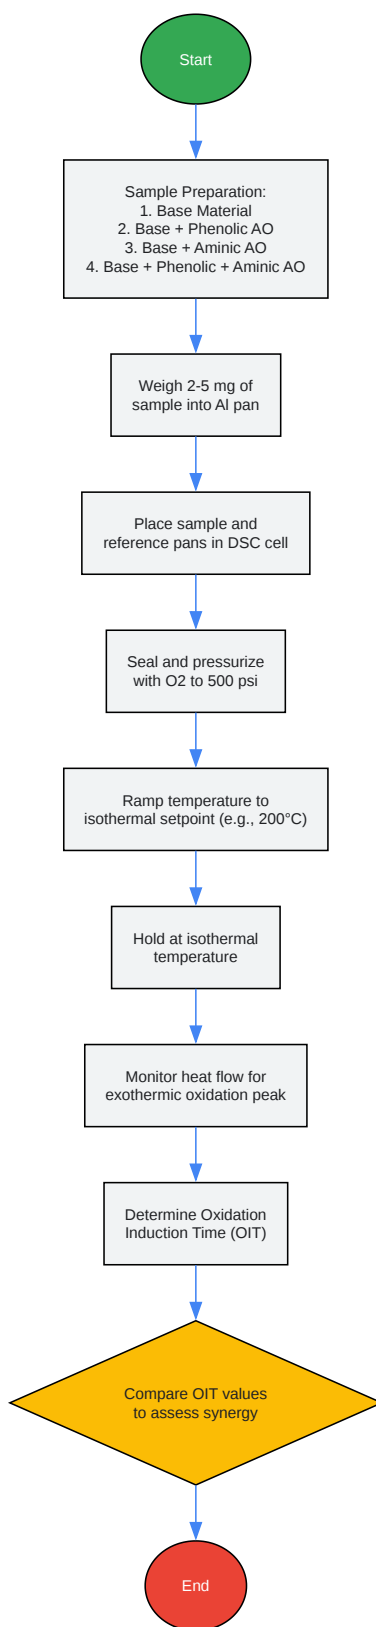 Start
Sample Preparation:
1. Base Material
2. Base + Phenolic AO
3. Base + Aminic AO
4. Base + Phenolic + Aminic AO
Weigh 2-5 mg of
sample into Al pan
Place sample and
reference pans in DSC cell
Seal and pressurize
with O2 to 500 psi
Ramp temperature to
isothermal setpoint (e.g., 200°C)
Hold at isothermal
temperature
Monitor heat flow for
exothermic oxidation peak
Determine Oxidation
Induction Time (OIT)
Compare OIT values
to assess synergy
End